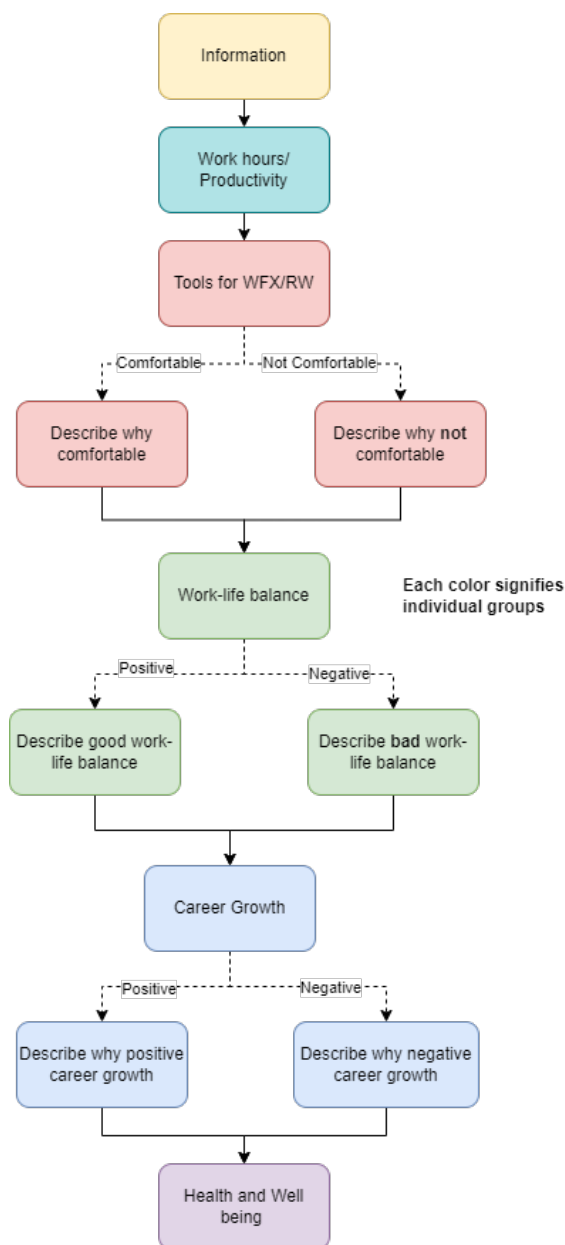 Information
Work hours/
Productivity
Tools for WFX/RW
Comfortable
Not Comfortable
Describe why
comfortable
Describe why not
comfortable
Work-life balance
Each color signifies
individual groups
Positive
Negative
Describe good work-
life balance
Describe bad work-
life balance
Career Growth
Positive
Negative
Describe why positive
career growth
Describe why negative
career growth
Health and Well
being